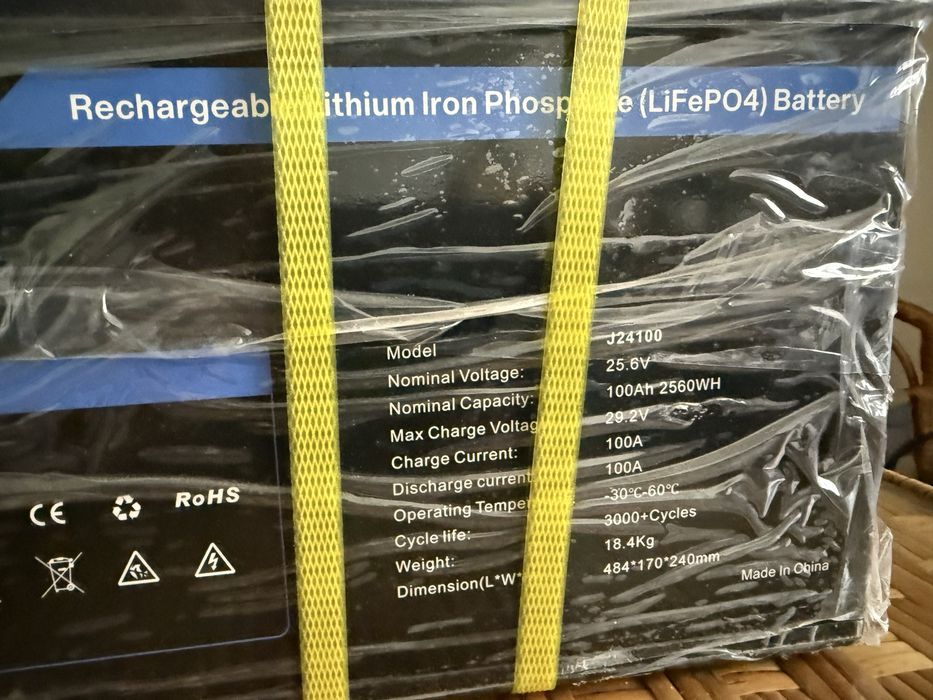 Rechargeab ithium Iron Phosp e (LiFePO4) Battery
Model J24100
Nominal Voltage: 25.6V
Nominal Capacity: 100Ah 2560WH
Max Charge Voltag 29.2V
Charge Current: 100A
Discharge current 100A
Operating Temper -30℃-60℃
Cycle life: 3000+Cycles
Weight: 18.4Kg
Dimension(L*W* 484*170*240mm
Made In China
CE RoHS